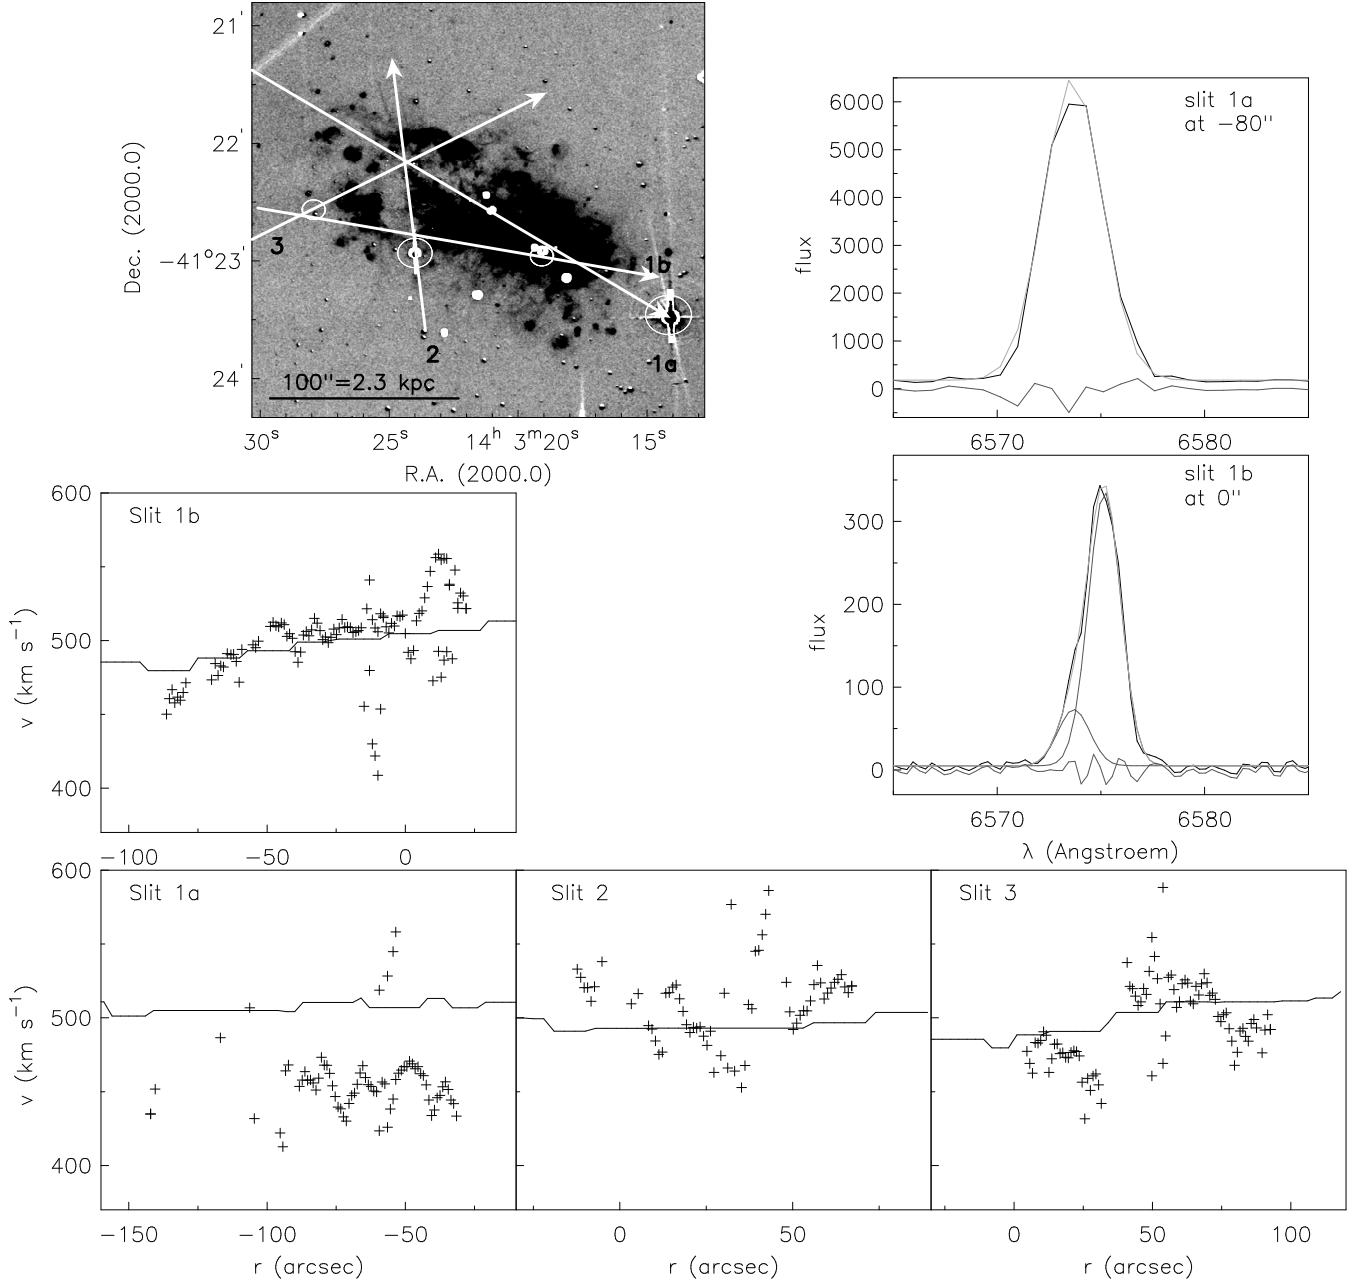 21'
22'
−41°23'
24'
Dec. (2000.0)
3
2
1b
1a
100"=2.3 kpc
30ˢ 25ˢ 14ʰ 3ᵐ20ˢ 15ˢ
R.A. (2000.0)
slit 1a
at −80"
6000
5000
4000
3000
2000
1000
0
flux
6570 6580
slit 1b
at 0"
300
200
100
0
flux
6570 6580
λ (Angstroem)
Slit 1b
600
500
400
v (km s⁻¹)
−100 −50 0
Slit 1a
600
500
400
v (km s⁻¹)
−150 −100 −50
r (arcsec)
Slit 2
0 50
r (arcsec)
Slit 3
0 50 100
r (arcsec)